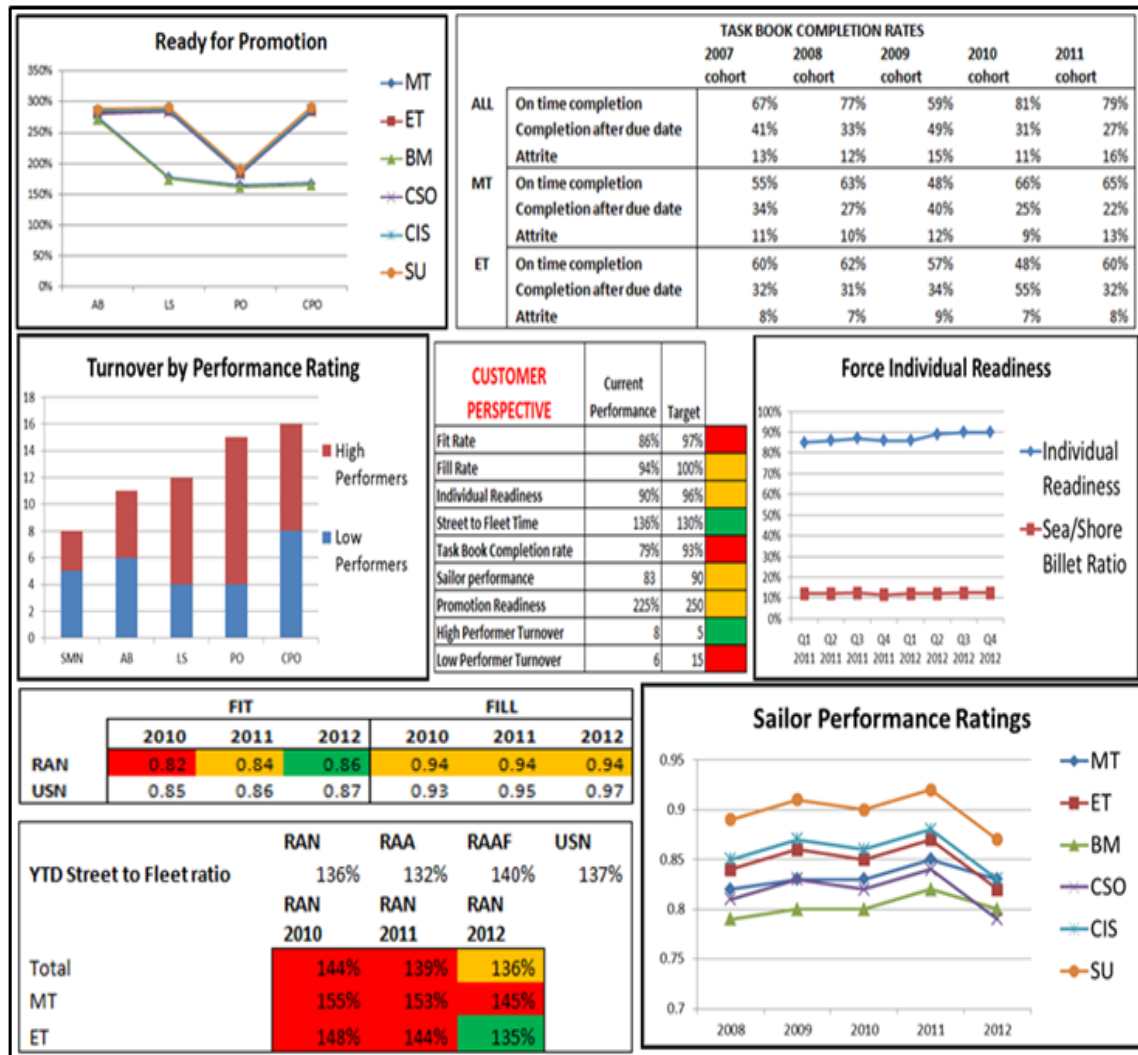 Ready for Promotion
350%
300%
250%
200%
150%
100%
50%
0%
AB LS PO CPO
MT
ET
BM
CSO
CIS
SU
TASK BOOK COMPLETION RATES
2007 2008 2009 2010 2011
cohort cohort cohort cohort cohort
ALL On time completion 67% 77% 59% 81% 79%
Completion after due date 41% 33% 49% 31% 27%
Attrite 13% 12% 15% 11% 16%
MT On time completion 55% 63% 48% 66% 65%
Completion after due date 34% 27% 40% 25% 22%
Attrite 11% 10% 12% 9% 13%
ET On time completion 60% 62% 57% 48% 60%
Completion after due date 32% 31% 34% 55% 32%
Attrite 8% 7% 9% 7% 8%
Turnover by Performance Rating
18
16
14
12
10
8
6
4
2
0
SMN AB LS PO CPO
High
Performers
Low
Performers
CUSTOMER
PERSPECTIVE
Current
Performance Target
Fit Rate 86% 97%
Fill Rate 94% 100%
Individual Readiness 90% 96%
Street to Fleet Time 136% 130%
Task Book Completion rate 79% 93%
Sailor performance 83 90
Promotion Readiness 225% 250
High Performer Turnover 8 5
Low Performer Turnover 6 15
Force Individual Readiness
100%
90%
80%
70%
60%
50%
40%
30%
20%
10%
0%
Q1 Q2 Q3 Q4 Q1 Q2 Q3 Q4
2011 2011 2011 2011 2012 2012 2012 2012
Individual
Readiness
Sea/Shore
Billet Ratio
FIT FILL
2010 2011 2012 2010 2011 2012
RAN 0.82 0.84 0.86 0.94 0.94 0.94
USN 0.85 0.86 0.87 0.93 0.95 0.97
RAN RAA RAAF USN
YTD Street to Fleet ratio 136% 132% 140% 137%
RAN RAN RAN
2010 2011 2012
Total 144% 139% 136%
MT 155% 153% 145%
ET 148% 144% 135%
Sailor Performance Ratings
0.95
0.9
0.85
0.8
0.75
0.7
2008 2009 2010 2011 2012
MT
ET
BM
CSO
CIS
SU